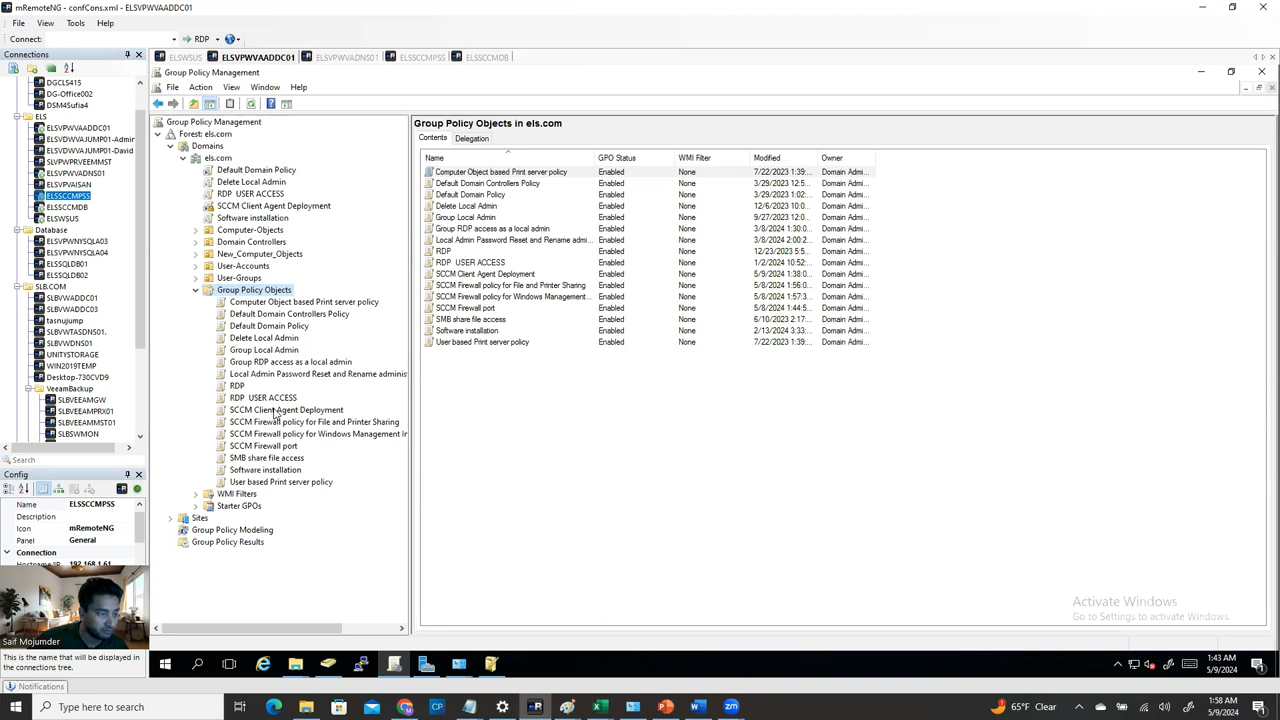 mRemoteNG - confCons.xml - ELSVPWVAADDC01
File View Tools Help
Connect: RDP
Connections
DGCLS415
DG-Office002
DSM4Sufia4
ELS
ELSVPWVAADDC01
ELSVDWVAJUMP01-Admir
ELSVDWVAJUMP01-David
SLVPWPRVEEMMST
ELSVPWVADNS01
ELSVPVAISAN
ELSSCCMPSS
ELSSCCMDB
ELSWSUS
Database
ELSVPWNYSQLA03
ELSVPWNYSQLA04
ELSSQLDB01
ELSSQLDB02
SLB.COM
SLBVWADDC01
SLBVWADDC03
tasnujump
SLBVWTASDNS01.
SLBVWDNS01
UNITYSTORAGE
WIN2019TEMP
Desktop-730CVD9
VeeamBackup
SLBVEEAMGW
SLBVEEAMPRX01
SLBVEEAMMST01
SLBSWMON
Search
Config
Name ELSSCCMPSS
Description
Icon mRemoteNG
Panel General
Connection
Hostname/IP 192.168.1.61
Saif Mojumder
This is the name that will be displayed in
the connections tree.
Notifications
ELSWSUS ELSVPWVAADDC01 ELSVPWVADNS01 ELSSCCMPSS ELSSCCMDB
Group Policy Management
File Action View Window Help
Group Policy Management
Forest: els.com
Domains
els.com
Default Domain Policy
Delete Local Admin
RDP USER ACCESS
SCCM Client Agent Deployment
Software installation
Computer-Objects
Domain Controllers
New_Computer_Objects
User-Accounts
User-Groups
Group Policy Objects
Computer Object based Print server policy
Default Domain Controllers Policy
Default Domain Policy
Delete Local Admin
Group Local Admin
Group RDP access as a local admin
Local Admin Password Reset and Rename adminis
RDP
RDP USER ACCESS
SCCM Client Agent Deployment
SCCM Firewall policy for File and Printer Sharing
SCCM Firewall policy for Windows Management Ir
SCCM Firewall port
SMB share file access
Software installation
User based Print server policy
WMI Filters
Starter GPOs
Sites
Group Policy Modeling
Group Policy Results
Group Policy Objects in els.com
Contents Delegation
Name GPO Status WMI Filter Modified Owner
Computer Object based Print server policy Enabled None 7/22/2023 1:39:... Domain Admi...
Default Domain Controllers Policy Enabled None 3/29/2023 12:5... Domain Admi...
Default Domain Policy Enabled None 3/29/2023 1:02:... Domain Admi...
Delete Local Admin Enabled None 12/6/2023 10:0... Domain Admi...
Group Local Admin Enabled None 9/27/2023 12:0... Domain Admi...
Group RDP access as a local admin Enabled None 3/8/2024 1:30:0... Domain Admi...
Local Admin Password Reset and Rename admi... Enabled None 3/8/2024 2:00:2... Domain Admi...
RDP Enabled None 12/23/2023 5:5... Domain Admi...
RDP USER ACCESS Enabled None 1/2/2024 10:52:... Domain Admi...
SCCM Client Agent Deployment Enabled None 5/9/2024 1:38:0... Domain Admi...
SCCM Firewall policy for File and Printer Sharing Enabled None 5/8/2024 1:56:0... Domain Admi...
SCCM Firewall policy for Windows Management... Enabled None 5/8/2024 1:57:3... Domain Admi...
SCCM Firewall port Enabled None 5/8/2024 1:44:5... Domain Admi...
SMB share file access Enabled None 6/10/2023 2:17:... Domain Admi...
Software installation Enabled None 2/13/2024 3:33:... Domain Admi...
User based Print server policy Enabled None 7/22/2023 1:39:... Domain Admi...
Activate Windows
Go to Settings to activate Windows.
1:43 AM
5/9/2024
Type here to search
65°F Clear
1:58 AM
5/9/2024